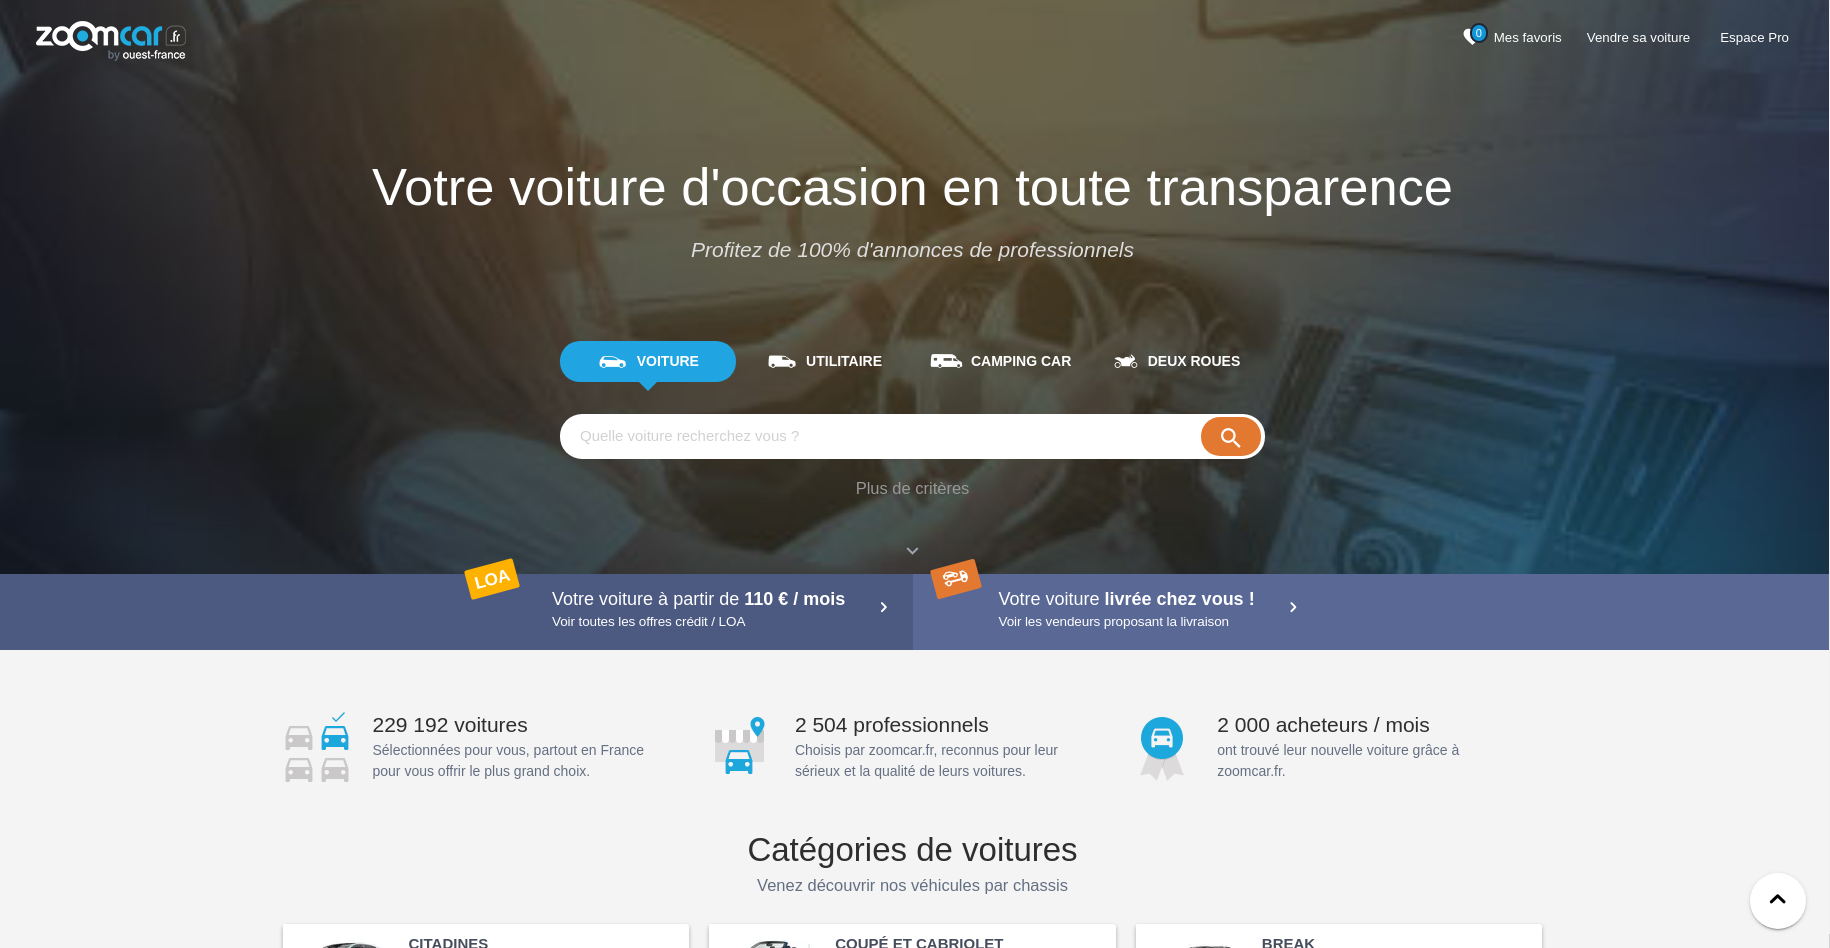 zoomcar .fr
by ouest-france
0 Mes favoris
Vendre sa voiture
Espace Pro
Votre voiture d'occasion en toute transparence
Profitez de 100% d'annonces de professionnels
VOITURE
UTILITAIRE
CAMPING CAR
DEUX ROUES
Quelle voiture recherchez vous ?
Plus de critères
LOA
Votre voiture à partir de 110 € / mois
Voir toutes les offres crédit / LOA
Votre voiture livrée chez vous !
Voir les vendeurs proposant la livraison
229 192 voitures
Sélectionnées pour vous, partout en France
pour vous offrir le plus grand choix.
2 504 professionnels
Choisis par zoomcar.fr, reconnus pour leur
sérieux et la qualité de leurs voitures.
2 000 acheteurs / mois
ont trouvé leur nouvelle voiture grâce à
zoomcar.fr.
Catégories de voitures
Venez découvrir nos véhicules par chassis
CITADINES
COUPÉ ET CABRIOLET
BREAK